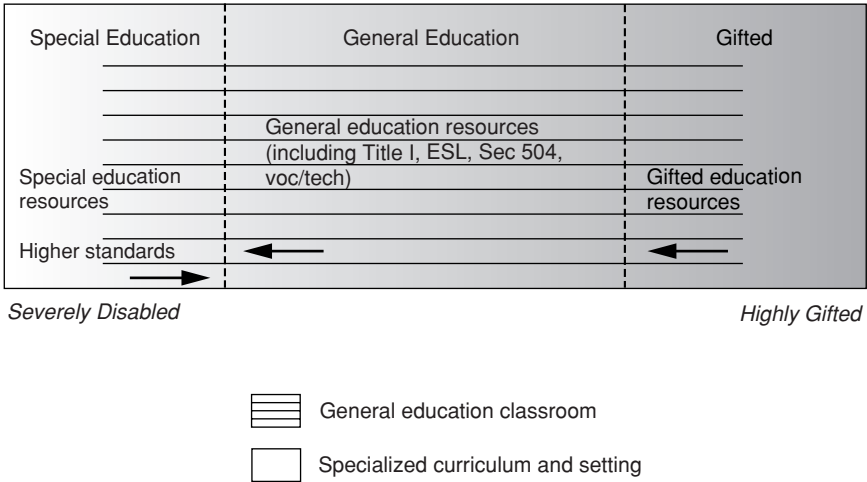 Special Education
General Education
Gifted
General education resources
(including Title I, ESL, Sec 504,
voc/tech)
Special education
resources
Gifted education
resources
Higher standards
Severely Disabled
Highly Gifted
General education classroom
Specialized curriculum and setting